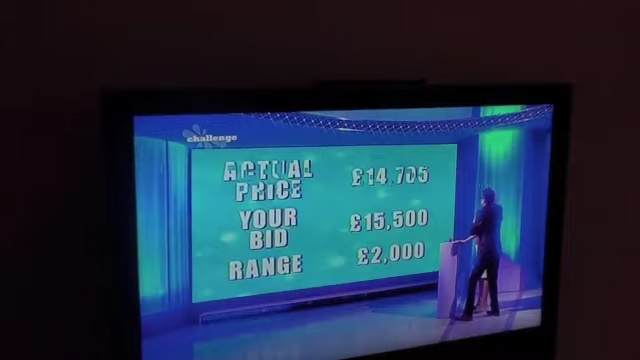 challenge
ACTUAL PRICE £14,705
YOUR BID £15,500
RANGE £2,000